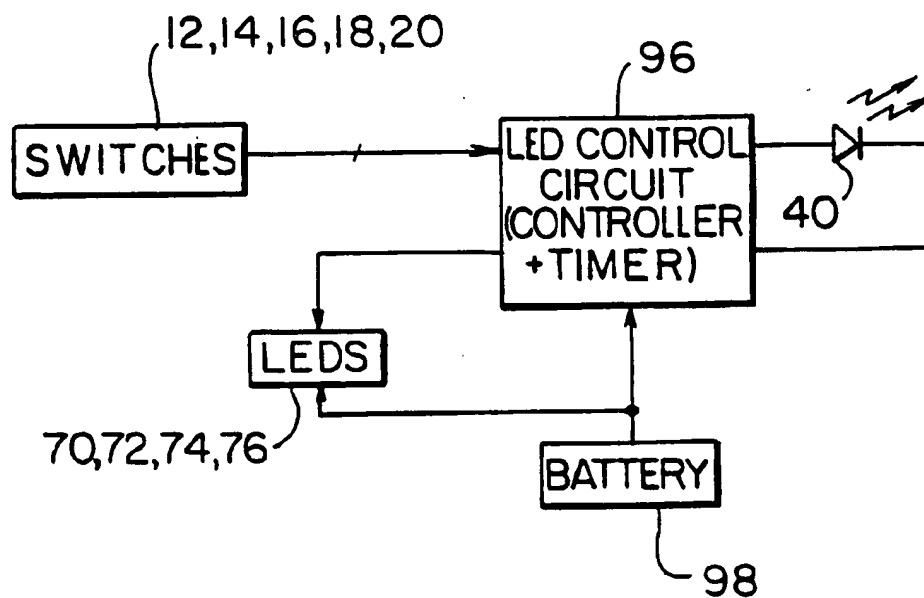 12,14,16,18,20
96
SWITCHES
LED CONTROL
CIRCUIT
(CONTROLLER
+TIMER)
40
LEDS
70,72,74,76
BATTERY
98